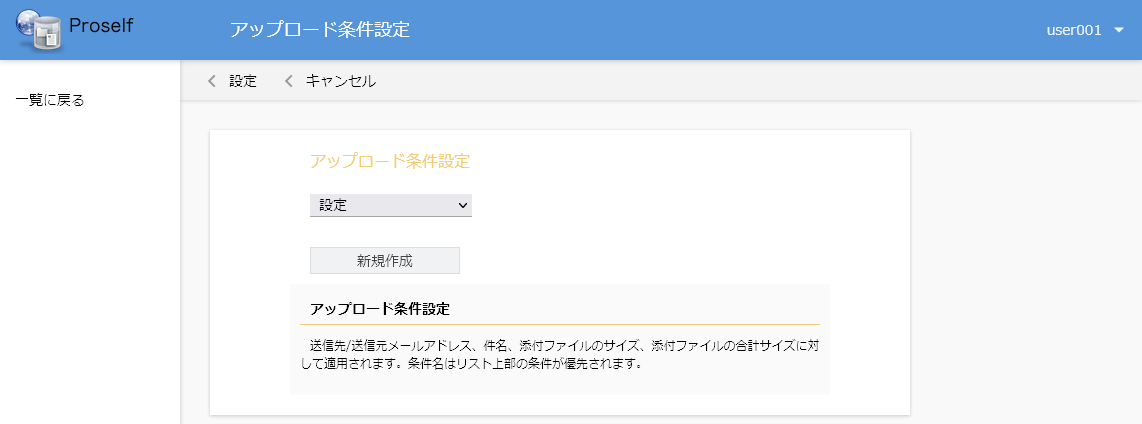 Proself
アップロード条件設定
user001
一覧に戻る
設定
キャンセル
アップロード条件設定
設定
新規作成
アップロード条件設定
送信先/送信元メールアドレス、件名、添付ファイルのサイズ、添付ファイルの合計サイズに対
して適用されます。条件名はリスト上部の条件が優先されます。